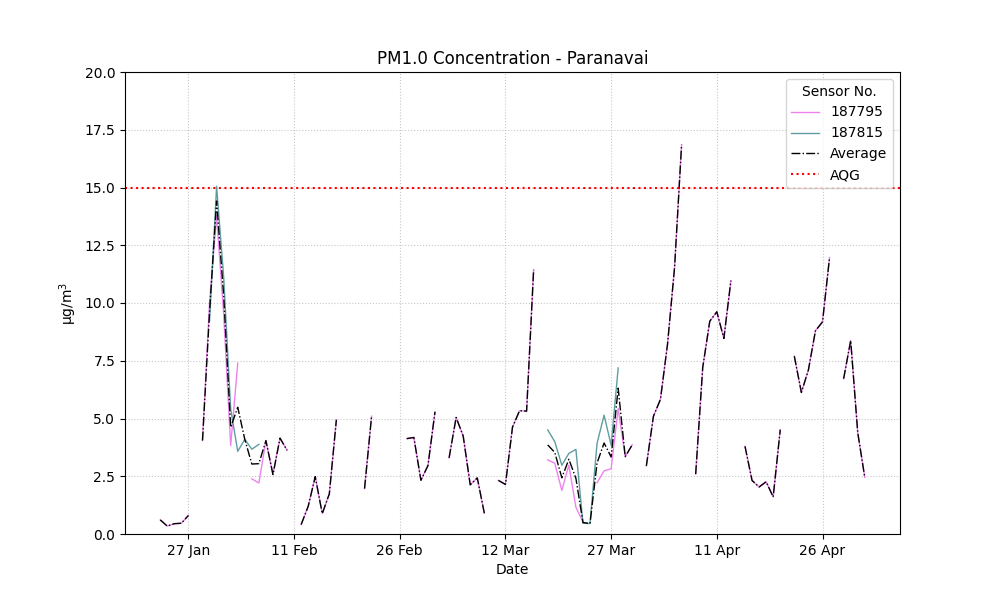 PM1.0 Concentration - Paranavai
Sensor No.
187795
187815
Average
AQG
20.0
17.5
15.0
12.5
10.0
7.5
5.0
2.5
0.0
µg/m³
27 Jan
11 Feb
26 Feb
12 Mar
27 Mar
11 Apr
26 Apr
Date